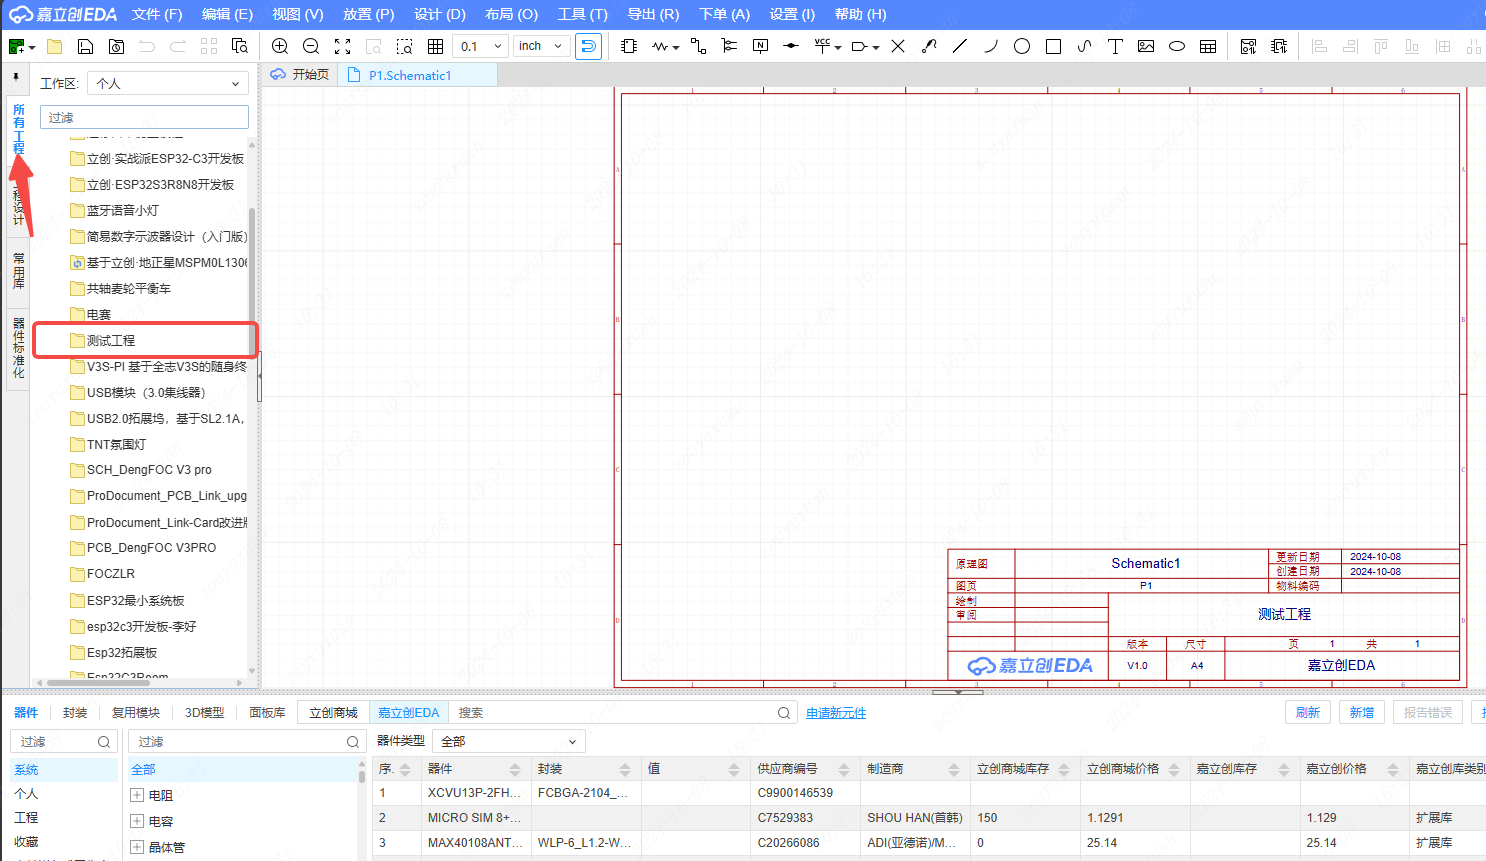 嘉立创EDA 文件 (F) 编辑 (E) 视图 (V) 放置 (P) 设计 (D) 布局 (O) 工具 (T) 导出 (R) 下单 (A) 设置 (I) 帮助 (H)
0.1 inch VCC N
工作区: 个人
开始页 P1.Schematic1
过滤
所有工程
工程设计
常用库
器件标准化
立创·实战派ESP32-C3开发板
立创·ESP32S3R8N8开发板
蓝牙语音小灯
简易数字示波器设计（入门版）
基于立创·地正星MSPM0L1306
共轴麦轮平衡车
电赛
测试工程
V3S-PI 基于全志V3S的随身终
USB模块（3.0集线器）
USB2.0拓展坞，基于SL2.1A，
TNT氛围灯
SCH_DengFOC V3 pro
ProDocument_PCB_Link_upg
ProDocument_Link-Card改进版
PCB_DengFOC V3PRO
FOCZLR
ESP32最小系统板
esp32c3开发板-李好
Esp32拓展板
Esp32C3Room
1 2 3 4 5 6
A A
B B
C C
D D
原理图 Schematic1 更新日期 2024-10-08
创建日期 2024-10-08
图页 P1 物料编码
绘制
审阅
测试工程
版本 尺寸 页 1 共 1
嘉立创EDA V1.0 A4 嘉立创EDA
1 2 3 4 5 6
器件 封装 复用模块 3D模型 面板库 立创商城 嘉立创EDA 搜索 申请新元件 刷新 新增 报告错误
过滤 过滤 器件类型 全部
系统
个人
工程
收藏
全部
电阻
电容
晶体管
序. 器件 封装 值 供应商编号 制造商 立创商城库存 立创商城价格 嘉立创库存 嘉立创价格 嘉立创库类别
1 XCVU13P-2FH... FCBGA-2104_... C9900146539
2 MICRO SIM 8+... C7529383 SHOU HAN(首韩) 150 1.1291 1.129 扩展库
3 MAX40108ANT... WLP-6_L1.2-W... C20266086 ADI(亚德诺)/M... 0 25.14 25.14 扩展库